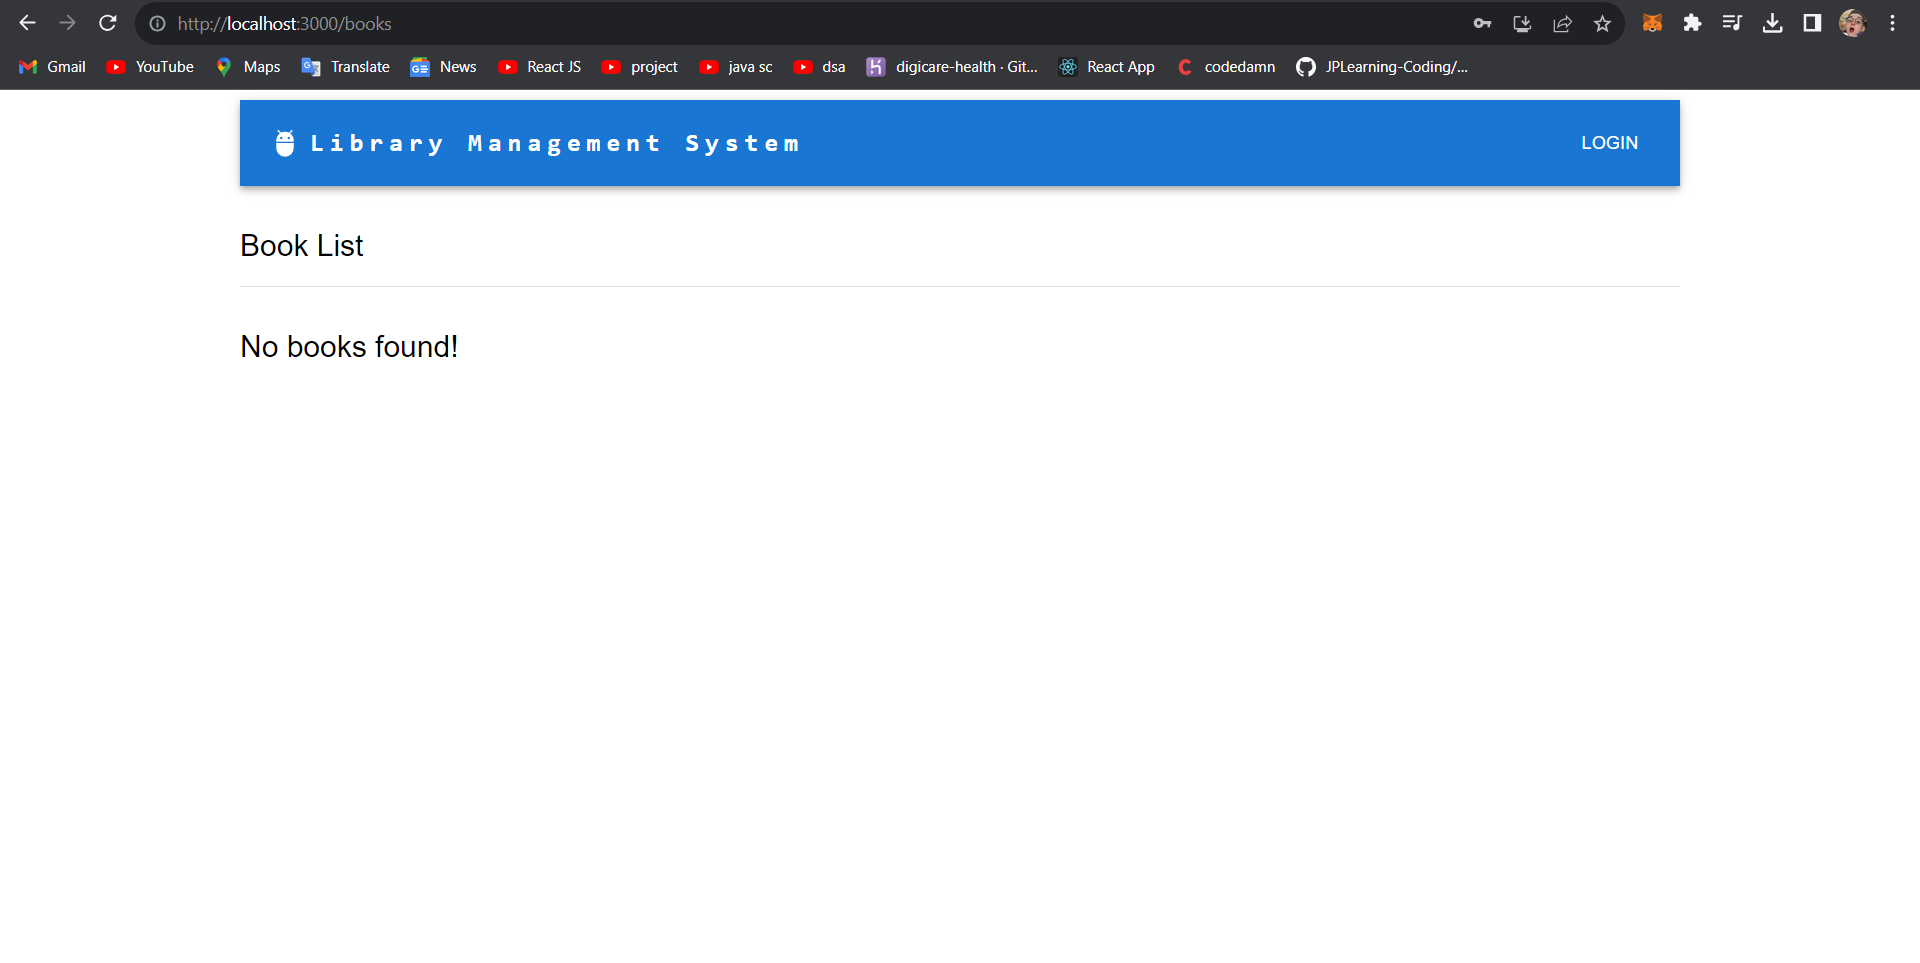 http://localhost:3000/books
Gmail YouTube Maps Translate News React JS project java sc dsa digicare-health · Git... React App codedamn JPLearning-Coding/...
Library Management System LOGIN
Book List
No books found!